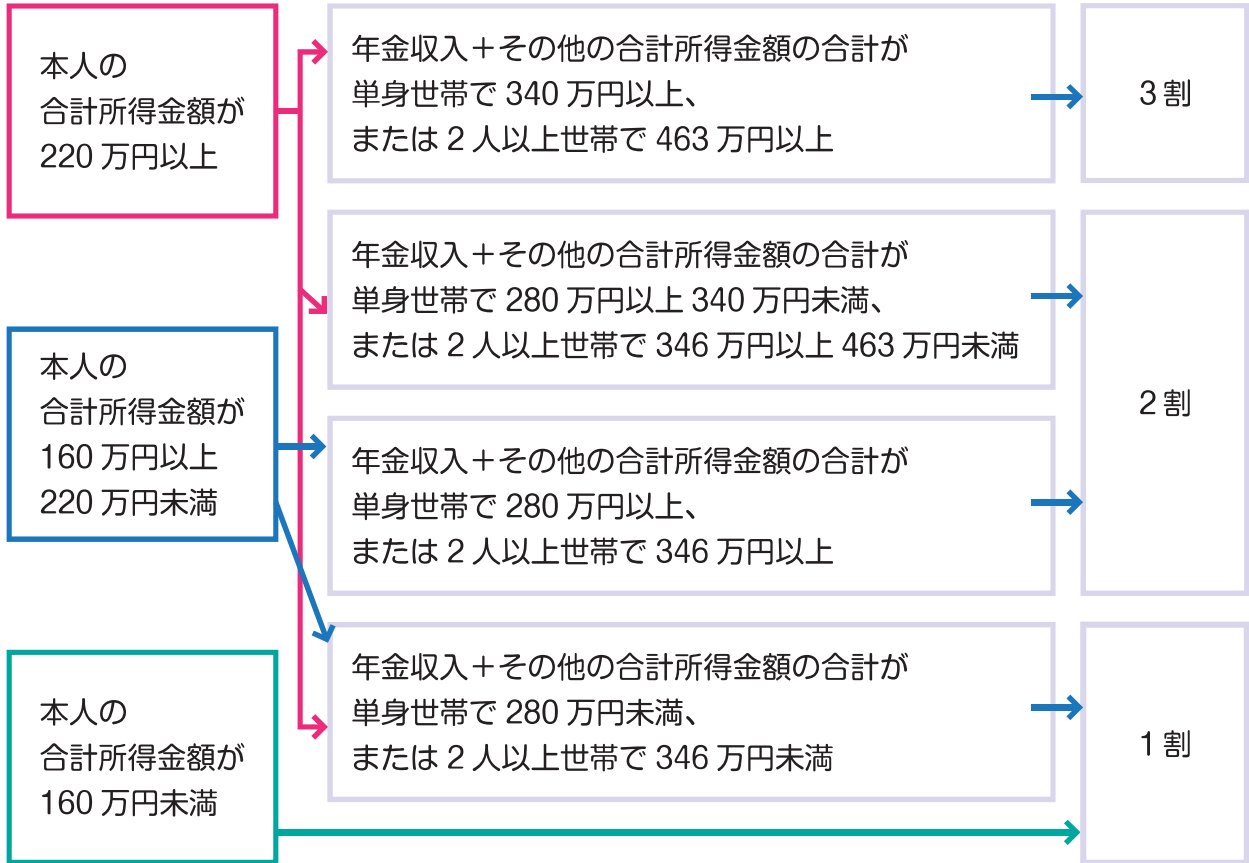 本人の
合計所得金額が
220万円以上
年金収入＋その他の合計所得金額の合計が
単身世帯で340万円以上、
または2人以上世帯で463万円以上
3割
年金収入＋その他の合計所得金額の合計が
単身世帯で280万円以上340万円未満、
または2人以上世帯で346万円以上463万円未満
本人の
合計所得金額が
160万円以上
220万円未満
年金収入＋その他の合計所得金額の合計が
単身世帯で280万円以上、
または2人以上世帯で346万円以上
2割
年金収入＋その他の合計所得金額の合計が
単身世帯で280万円未満、
または2人以上世帯で346万円未満
本人の
合計所得金額が
160万円未満
1割